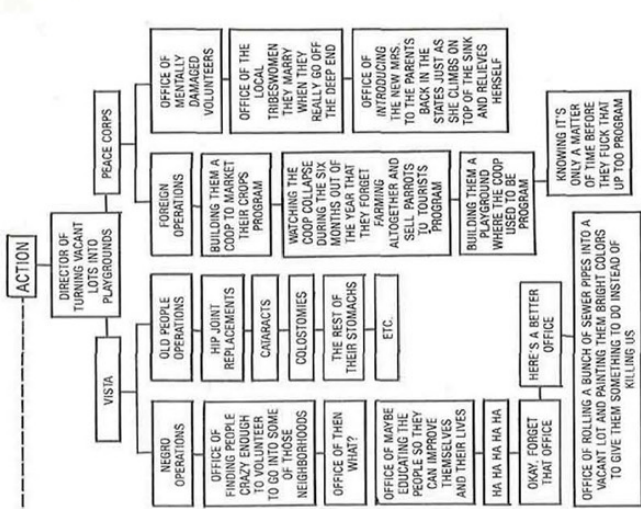 ACTION
DIRECTOR OF
TURNING VACANT
LOTS INTO
PLAYGROUNDS
VISTA
PEACE CORPS
NEGRO
OPERATIONS
OFFICE OF
FINDING PEOPLE
CRAZY ENOUGH
TO VOLUNTEER
TO GO INTO SOME
OF THOSE
NEIGHBORHOODS
OFFICE OF THEN
WHAT?
OFFICE OF MAYBE
EDUCATING THE
PEOPLE SO THEY
CAN IMPROVE
THEMSELVES
AND THEIR LIVES
HA HA HA HA HA
OKAY, FORGET
THAT OFFICE
HERE'S A BETTER
OFFICE
OFFICE OF ROLLING A BUNCH OF SEWER PIPES INTO A
VACANT LOT AND PAINTING THEM BRIGHT COLORS
TO GIVE THEM SOMETHING TO DO INSTEAD OF
KILLING US
OLD PEOPLE
OPERATIONS
HIP JOINT
REPLACEMENTS
CATARACTS
COLOSTOMIES
THE REST OF
THEIR STOMACHS
ETC.
FOREIGN
OPERATIONS
BUILDING THEM A
COOP TO MARKET
THEIR CROPS
PROGRAM
WATCHING THE
COOP COLLAPSE
DURING THE SIX
MONTHS OUT OF
THE YEAR THAT
THEY FORGET
FARMING
ALTOGETHER AND
SELL PARROTS
TO TOURISTS
PROGRAM
BUILDING THEM A
PLAYGROUND
WHERE THE COOP
USED TO BE
PROGRAM
KNOWING IT'S
ONLY A MATTER
OF TIME BEFORE
THEY FUCK THAT
UP TOO PROGRAM
OFFICE OF
MENTALLY
DAMAGED
VOLUNTEERS
OFFICE OF THE
LOCAL
TRIBESWOMEN
THEY MARRY
WHEN THEY
REALLY GO OFF
THE DEEP END
OFFICE OF
INTRODUCING
THE NEW MRS.
TO THE PARENTS
BACK IN THE
STATES JUST AS
SHE CLIMBS ON
TOP OF THE SINK
AND RELIEVES
HERSELF